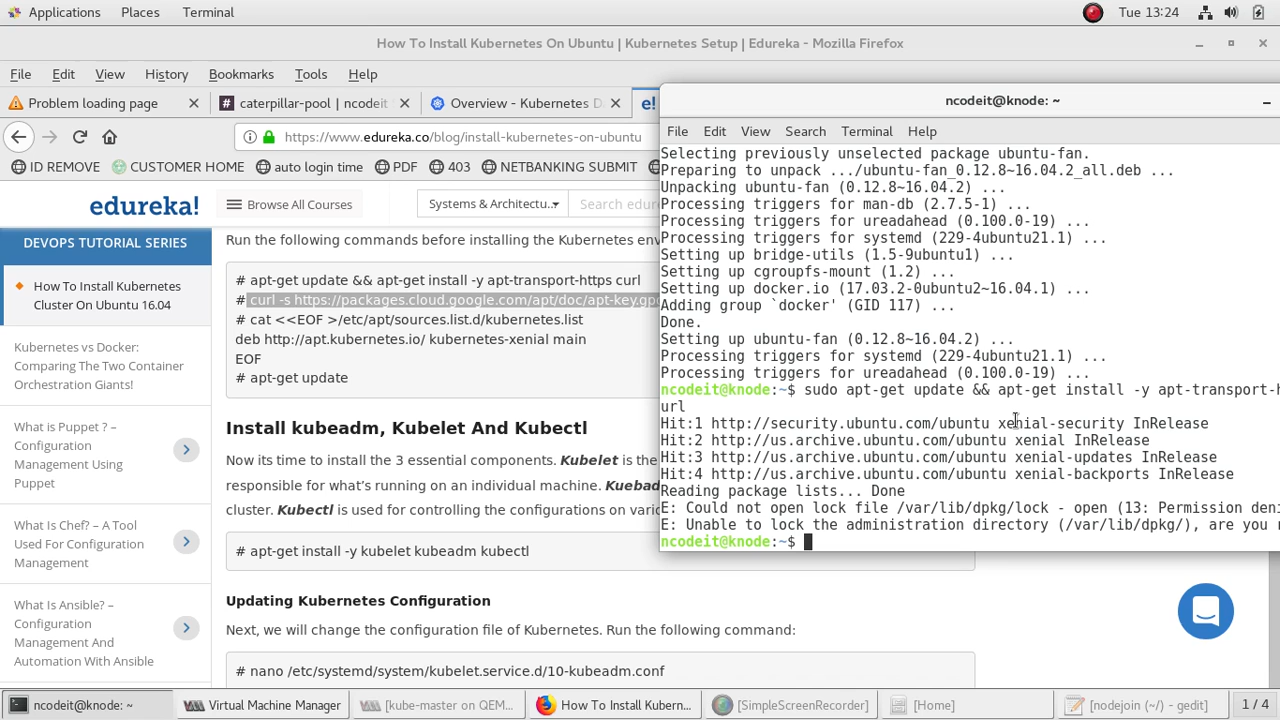 Applications Places Terminal Tue 13:24
How To Install Kubernetes On Ubuntu | Kubernetes Setup | Edureka - Mozilla Firefox
File Edit View History Bookmarks Tools Help
Problem loading page
caterpillar-pool | ncodeit
Overview - Kubernetes D
e!
https://www.edureka.co/blog/install-kubernetes-on-ubuntu
ID REMOVE CUSTOMER HOME auto login time PDF 403 NETBANKING SUBMIT
edureka!
Browse All Courses
Systems & Architectu..
Search edure
DEVOPS TUTORIAL SERIES
How To Install Kubernetes
Cluster On Ubuntu 16.04
Kubernetes vs Docker:
Comparing The Two Container
Orchestration Giants!
What is Puppet ? –
Configuration
Management Using
Puppet
What Is Chef? – A Tool
Used For Configuration
Management
What Is Ansible? –
Configuration
Management And
Automation With Ansible
Run the following commands before installing the Kubernetes env
# apt-get update && apt-get install -y apt-transport-https curl
# curl -s https://packages.cloud.google.com/apt/doc/apt-key.gp
# cat <<EOF >/etc/apt/sources.list.d/kubernetes.list
deb http://apt.kubernetes.io/ kubernetes-xenial main
EOF
# apt-get update
Install kubeadm, Kubelet And Kubectl
Now its time to install the 3 essential components. Kubelet is the
responsible for what's running on an individual machine. Kuebad
cluster. Kubectl is used for controlling the configurations on vario
# apt-get install -y kubelet kubeadm kubectl
Updating Kubernetes Configuration
Next, we will change the configuration file of Kubernetes. Run the following command:
# nano /etc/systemd/system/kubelet.service.d/10-kubeadm.conf
ncodeit@knode: ~
File Edit View Search Terminal Help
Selecting previously unselected package ubuntu-fan.
Preparing to unpack .../ubuntu-fan_0.12.8~16.04.2_all.deb ...
Unpacking ubuntu-fan (0.12.8~16.04.2) ...
Processing triggers for man-db (2.7.5-1) ...
Processing triggers for ureadahead (0.100.0-19) ...
Processing triggers for systemd (229-4ubuntu21.1) ...
Setting up bridge-utils (1.5-9ubuntu1) ...
Setting up cgroupfs-mount (1.2) ...
Setting up docker.io (17.03.2-0ubuntu2~16.04.1) ...
Adding group `docker' (GID 117) ...
Done.
Setting up ubuntu-fan (0.12.8~16.04.2) ...
Processing triggers for systemd (229-4ubuntu21.1) ...
Processing triggers for ureadahead (0.100.0-19) ...
ncodeit@knode:~$ sudo apt-get update && apt-get install -y apt-transport-h
url
Hit:1 http://security.ubuntu.com/ubuntu xenial-security InRelease
Hit:2 http://us.archive.ubuntu.com/ubuntu xenial InRelease
Hit:3 http://us.archive.ubuntu.com/ubuntu xenial-updates InRelease
Hit:4 http://us.archive.ubuntu.com/ubuntu xenial-backports InRelease
Reading package lists... Done
E: Could not open lock file /var/lib/dpkg/lock - open (13: Permission deni
E: Unable to lock the administration directory (/var/lib/dpkg/), are you r
ncodeit@knode:~$
ncodeit@knode: ~ Virtual Machine Manager [kube-master on QEM... How To Install Kubern... [SimpleScreenRecorder] [Home] [nodejoin (~/) - gedit] 1 / 4